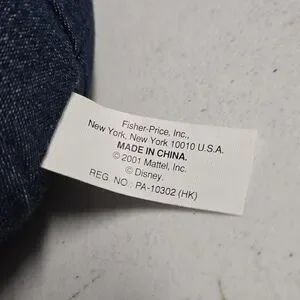 Fisher-Price, Inc.,
New York, New York 10010 U.S.A.
MADE IN CHINA.
© 2001 Mattel, Inc.
© Disney.
REG. NO. PA-10302 (HK)